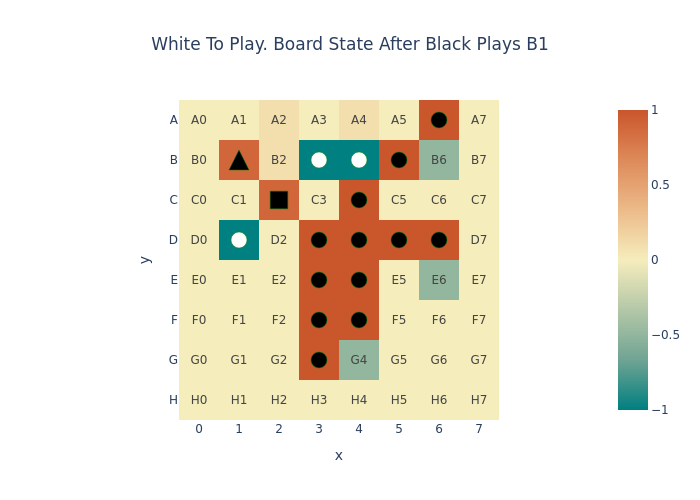 White To Play. Board State After Black Plays B1
A A0 A1 A2 A3 A4 A5 A7
B B0 B2 B6 B7
C C0 C1 C3 C5 C6 C7
D D0 D2 D7
E E0 E1 E2 E5 E6 E7
F F0 F1 F2 F5 F6 F7
G G0 G1 G2 G4 G5 G6 G7
H H0 H1 H2 H3 H4 H5 H6 H7
0 1 2 3 4 5 6 7
x
y
1
0.5
0
−0.5
−1